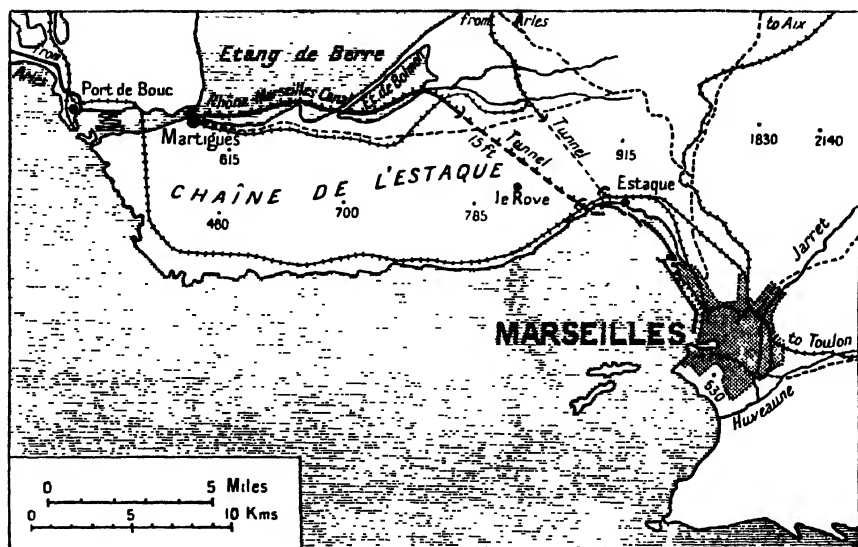 from
Arles
from
Arles
to Aix
Etang de Berre
Port de Bouc
Rhône Marseilles Canal
Et. de Bolmon
Martigues
615
Tunnel
15 ft
Tunnel
915
1830
2140
CHAÎNE DE L'ESTAQUE
le Rove
Estaque
460
700
785
Jarret
MARSEILLES
to Toulon
630
Huveaune
0 5 Miles
0 5 10 Kms